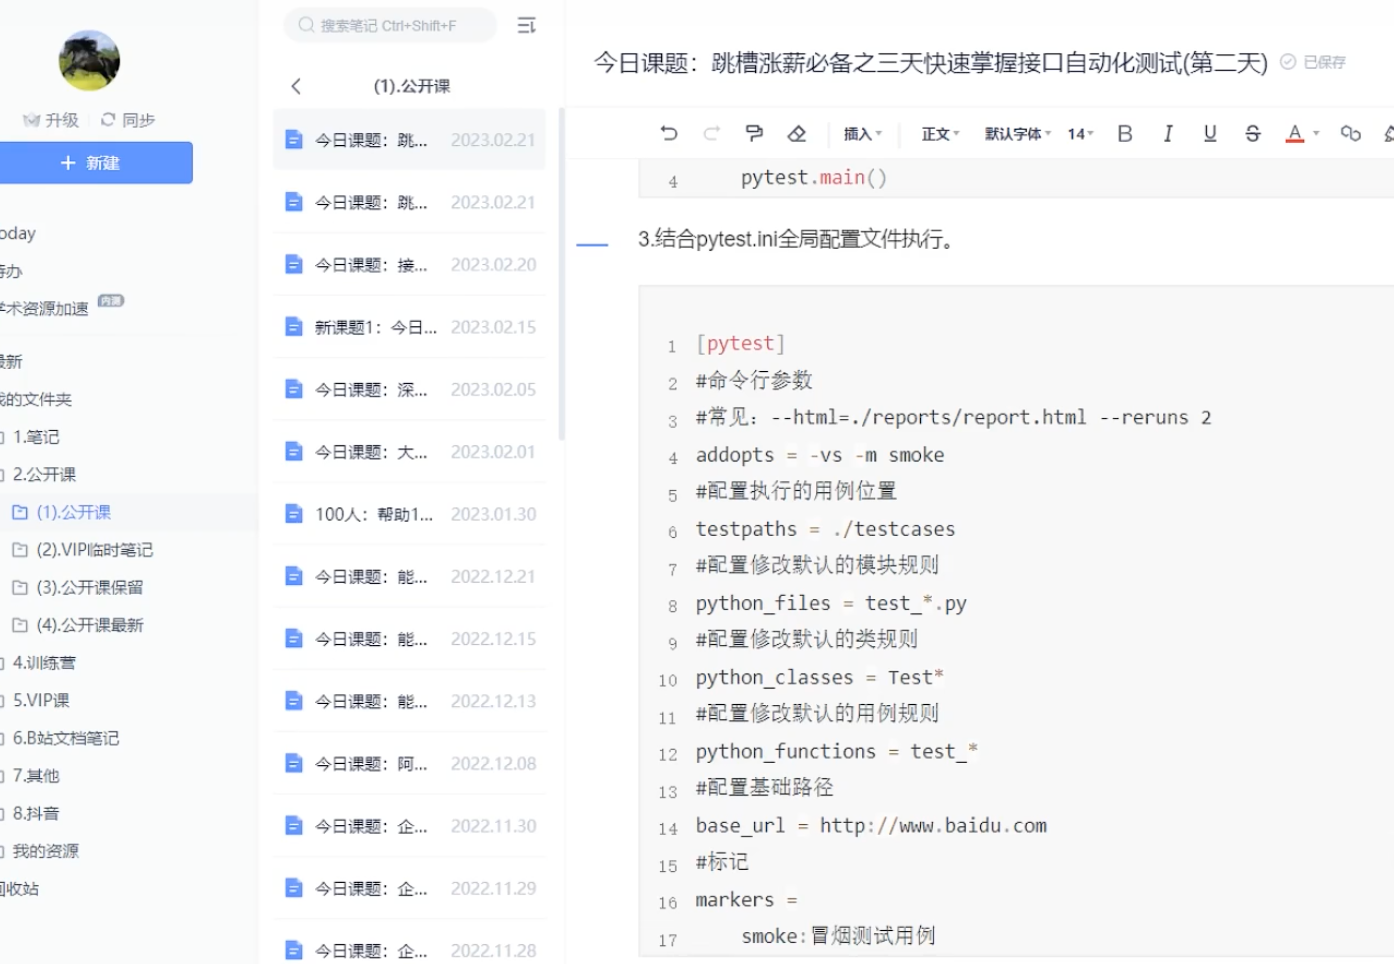 升级 同步
+ 新建
oday
待办
学术资源加速 内测
最新
我的文件夹
1.笔记
2.公开课
(1).公开课
(2).VIP临时笔记
(3).公开课保留
(4).公开课最新
4.训练营
5.VIP课
6.B站文档笔记
7.其他
8.抖音
我的资源
回收站
搜索笔记 Ctrl+Shift+F
(1).公开课
今日课题：跳... 2023.02.21
今日课题：跳... 2023.02.21
今日课题：接... 2023.02.20
新课题1：今日... 2023.02.15
今日课题：深... 2023.02.05
今日课题：大... 2023.02.01
100人：帮助1... 2023.01.30
今日课题：能... 2022.12.21
今日课题：能... 2022.12.15
今日课题：能... 2022.12.13
今日课题：阿... 2022.12.08
今日课题：企... 2022.11.30
今日课题：企... 2022.11.29
今日课题：企... 2022.11.28
今日课题：跳槽涨薪必备之三天快速掌握接口自动化测试(第二天) 已保存
插入 正文 默认字体 14 B I U S A
4 pytest.main()
3.结合pytest.ini全局配置文件执行。
1 [pytest]
2 #命令行参数
3 #常见：--html=./reports/report.html --reruns 2
4 addopts = -vs -m smoke
5 #配置执行的用例位置
6 testpaths = ./testcases
7 #配置修改默认的模块规则
8 python_files = test_*.py
9 #配置修改默认的类规则
10 python_classes = Test*
11 #配置修改默认的用例规则
12 python_functions = test_*
13 #配置基础路径
14 base_url = http://www.baidu.com
15 #标记
16 markers =
17 smoke:冒烟测试用例